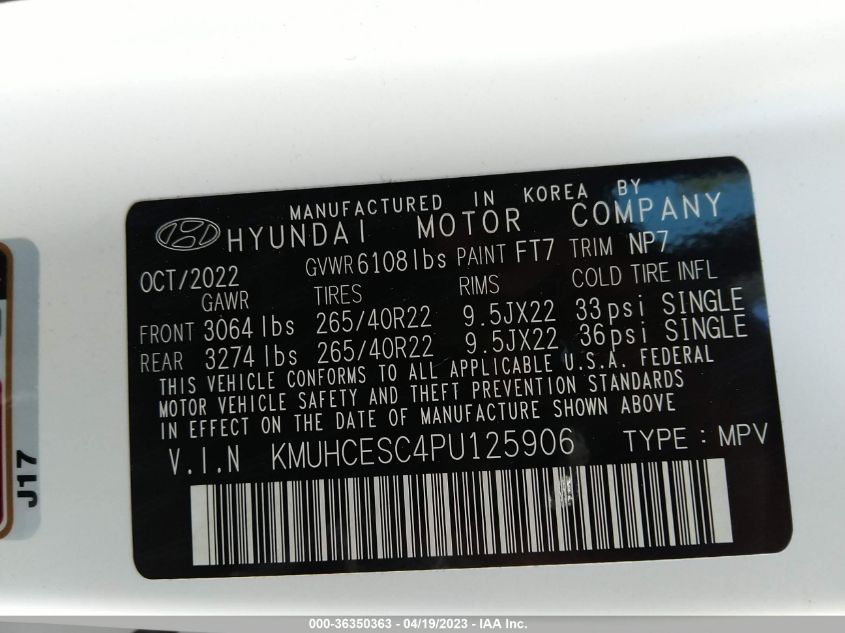 MANUFACTURED IN KOREA BY
HYUNDAI MOTOR COMPANY
OCT/2022 GVWR 6108lbs PAINT FT7 TRIM NP7
GAWR TIRES RIMS COLD TIRE INFL
FRONT 3064 lbs 265/40R22 9.5JX22 33psi SINGLE
REAR 3274 lbs 265/40R22 9.5JX22 36psi SINGLE
THIS VEHICLE CONFORMS TO ALL APPLICABLE U.S.A. FEDERAL
MOTOR VEHICLE SAFETY AND THEFT PREVENTION STANDARDS
IN EFFECT ON THE DATE OF MANUFACTURE SHOWN ABOVE
V.I.N KMUHCESC4PU125906 TYPE : MPV
J17
000-36350363 - 04/19/2023 - IAA Inc.